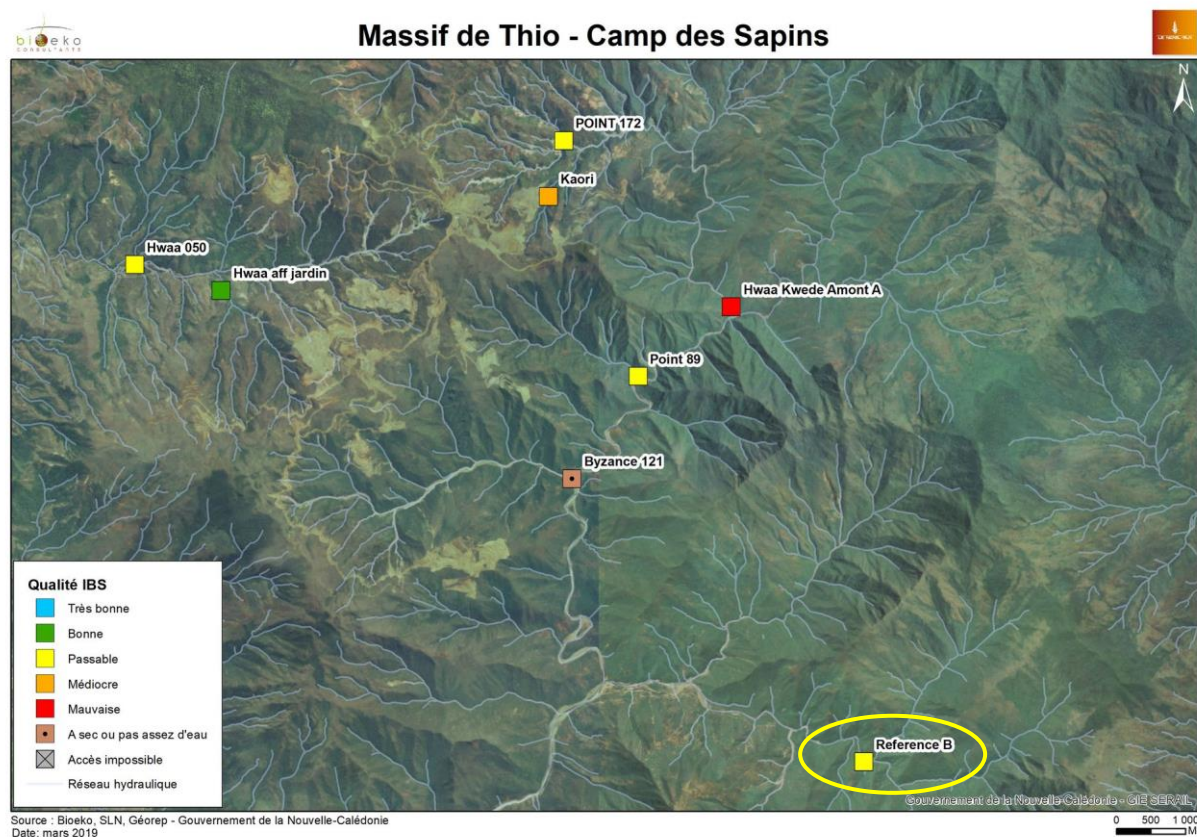 bioeko
CONSULTANTS
Massif de Thio - Camp des Sapins
N
POINT 172
Kaori
Hwaa 050
Hwaa aff jardin
Hwaa Kwede Amont A
Point 89
Byzance 121
Reference B
Qualité IBS
Très bonne
Bonne
Passable
Médiocre
Mauvaise
A sec ou pas assez d'eau
Accès impossible
Réseau hydraulique
Gouvernement de la Nouvelle-Calédonie - GIE SERAIL
Source : Bioeko, SLN, Géorep - Gouvernement de la Nouvelle-Calédonie
Date: mars 2019
0 500 1 000
M